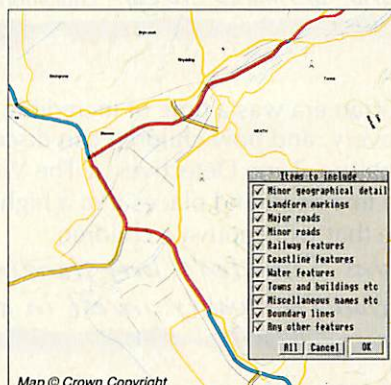 NEATH
Items to include
Minor geographical detail
Landform markings
Major roads
Minor roads
Railway features
Coastline features
Water features
Towns and buildings etc
Miscellaneous names etc
Boundary lines
Any other features
All Cancel OK
Map © Crown Copyright